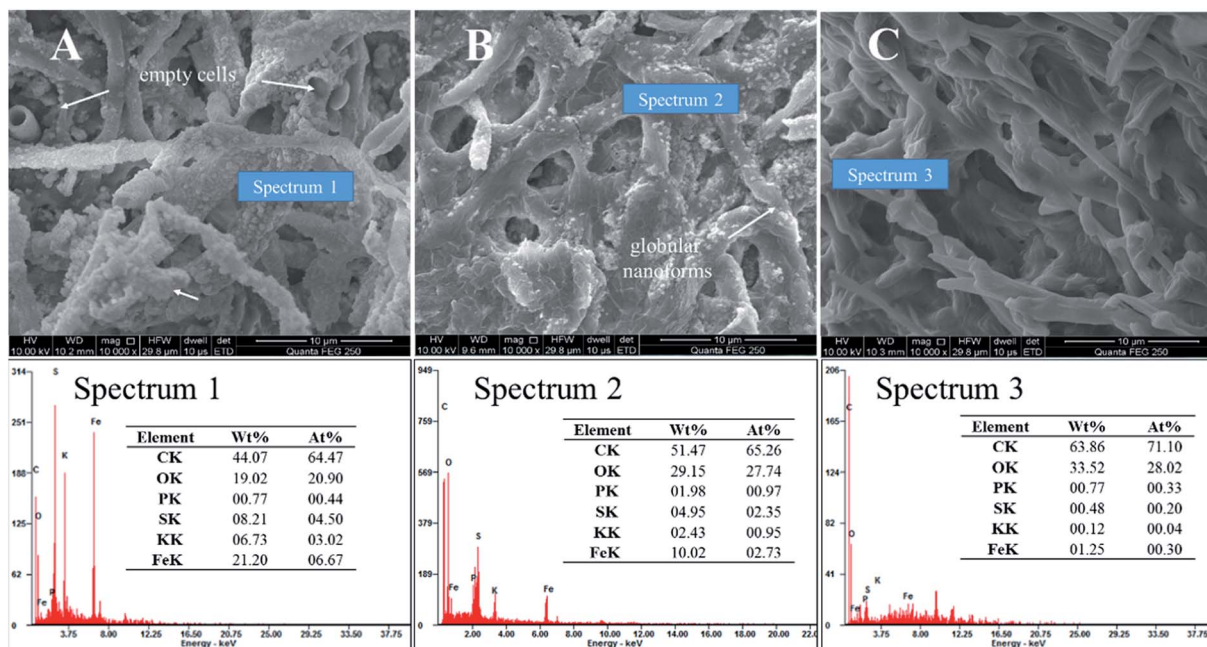 A
empty cells
Spectrum 1
HV WD mag HFW dwell det 10 µm
10.00 kV 10.2 mm 10 000 x 29.8 µm 10 µs ETD Quanta FEG 250
B
Spectrum 2
globular
nanoforms
HV WD mag HFW dwell det 10 µm
10.00 kV 9.6 mm 10 000 x 29.8 µm 10 µs ETD Quanta FEG 250
C
Spectrum 3
HV WD mag HFW dwell det 10 µm
10.00 kV 10.3 mm 10 000 x 29.8 µm 10 µs ETD Quanta FEG 250
Spectrum 1
Element Wt% At%
CK 44.07 64.47
OK 19.02 20.90
PK 00.77 00.44
SK 08.21 04.50
KK 06.73 03.02
FeK 21.20 06.67
314
251
188
125
62
C
O
Fe
P
S
K
Fe
3.75 8.00 12.25 16.50 20.75 25.00 29.25 33.50 37.75
Energy - keV
Spectrum 2
Element Wt% At%
CK 51.47 65.26
OK 29.15 27.74
PK 01.98 00.97
SK 04.95 02.35
KK 02.43 00.95
FeK 10.02 02.73
949
759
569
379
189
C
O
Fe
P
S
K
Fe
2.00 4.00 6.00 8.00 10.00 12.00 14.00 16.00 18.00 20.00 22.0
Energy - keV
Spectrum 3
Element Wt% At%
CK 63.86 71.10
OK 33.52 28.02
PK 00.77 00.33
SK 00.48 00.20
KK 00.12 00.04
FeK 01.25 00.30
206
165
124
82
41
C
O
Fe
P
S
K
Fe
3.75 8.00 12.25 16.50 20.75 25.00 29.25 33.50 37.75
Energy - keV